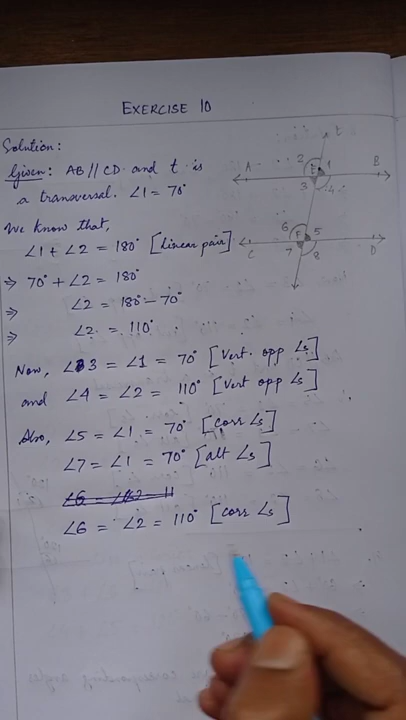 EXERCISE 10
Solution:
Given: AB // CD and t is
a transversal. ∠1 = 70°
We know that,
∠1 + ∠2 = 180° [linear pair]
⇒ 70° + ∠2 = 180°
⇒ ∠2 = 180° - 70°
⇒ ∠2 = 110°
Now, ∠3 = ∠1 = 70° [Vert. opp ∠s]
and ∠4 = ∠2 = 110° [Vert opp ∠s]
Also, ∠5 = ∠1 = 70° [corr ∠s]
∠7 = ∠1 = 70° [alt ∠s]
∠6 = ∠2 = 110° [corr ∠s]
t
2 1
A E B
3 4
6 5
C F D
7 8